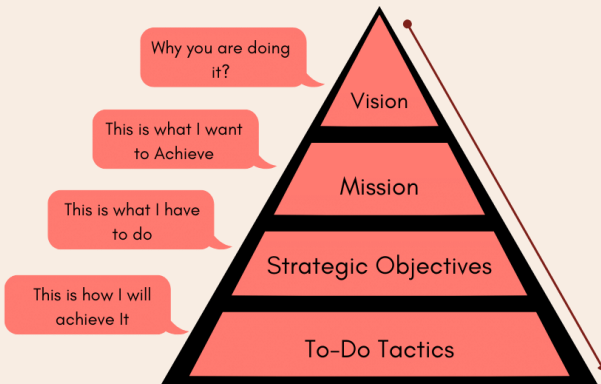 Why you are doing
it?
Vision
This is what I want
to Achieve
Mission
This is what I have
to do
Strategic Objectives
This is how I will
achieve It
To-Do Tactics